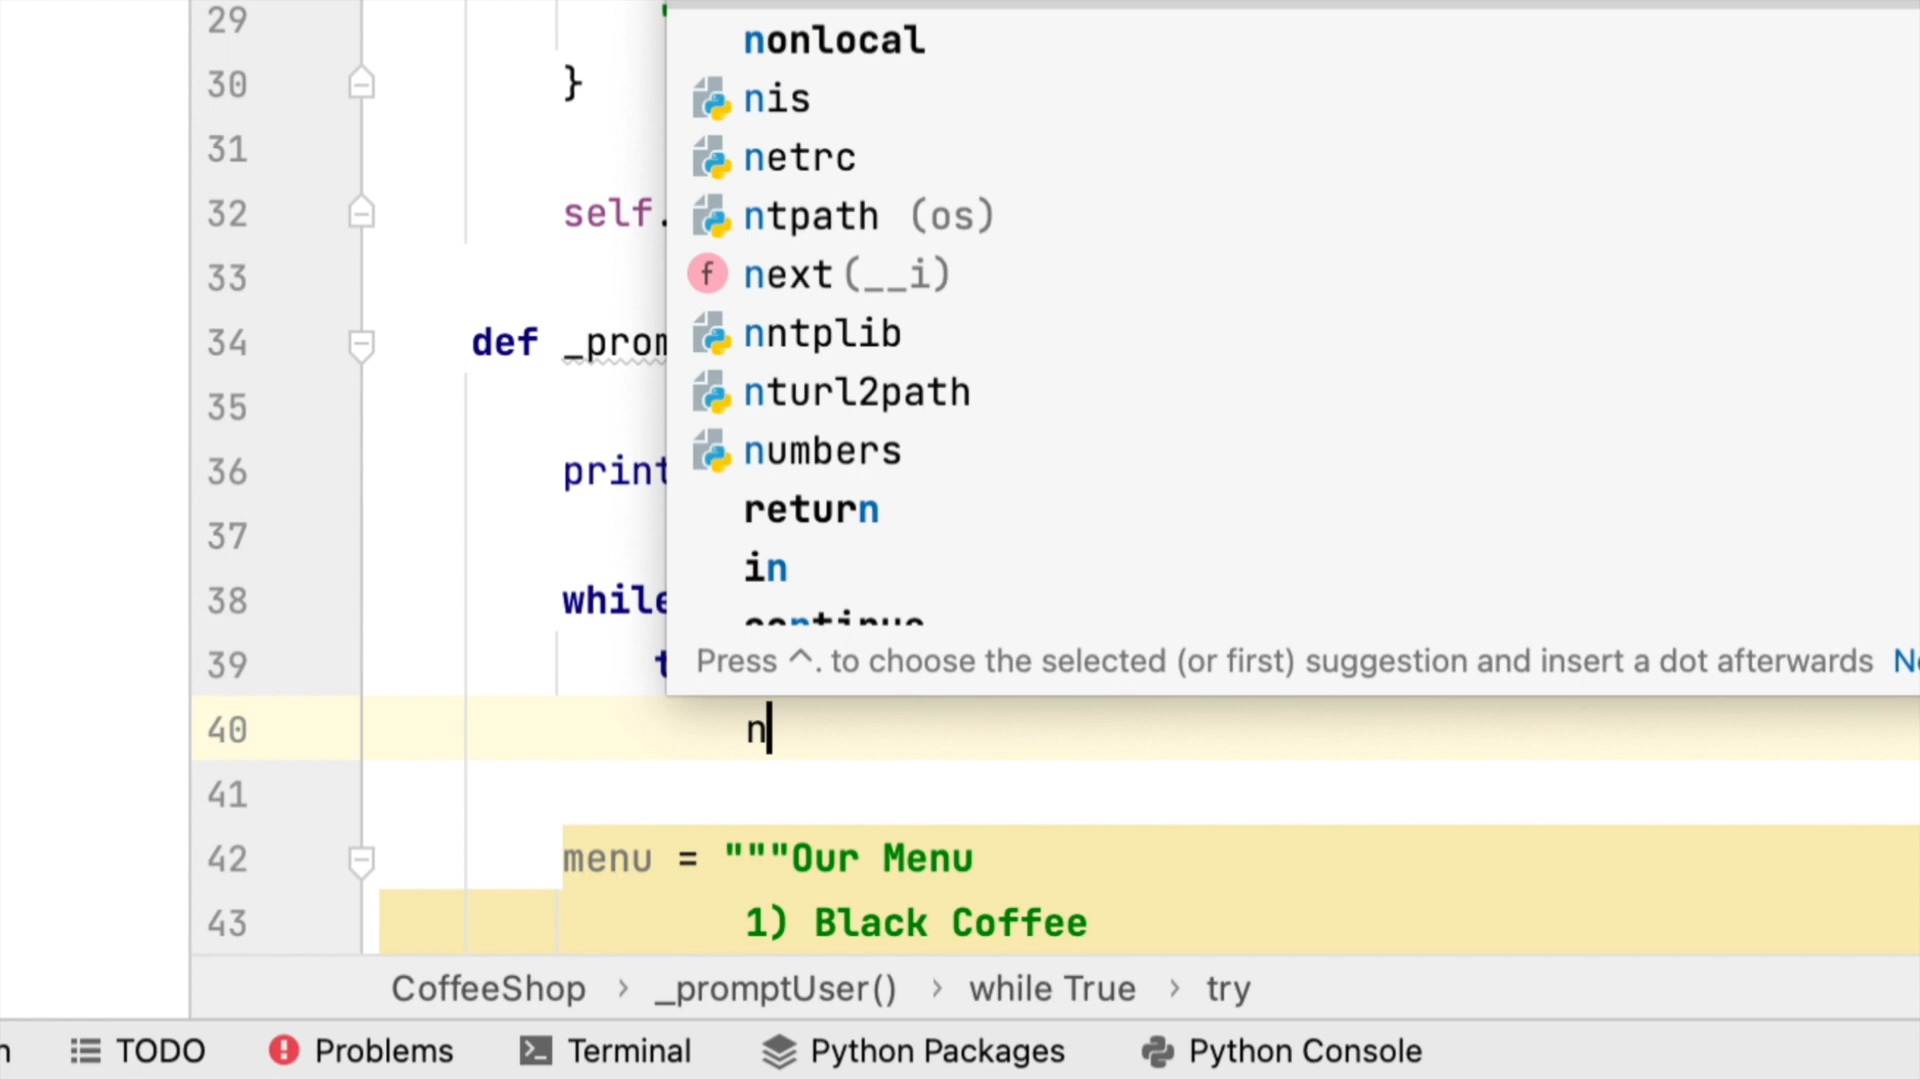 29
nonlocal
30 }
nis
31
netrc
32 self.
ntpath (os)
33
next(__i)
34 def _prom
nntplib
35
nturl2path
36 print
numbers
37
return
38 while
in
continue
39 t
Press ^. to choose the selected (or first) suggestion and insert a dot afterwards
40 n
41
42 menu = """Our Menu
43 1) Black Coffee
CoffeeShop › _promptUser() › while True › try
TODO Problems Terminal Python Packages Python Console